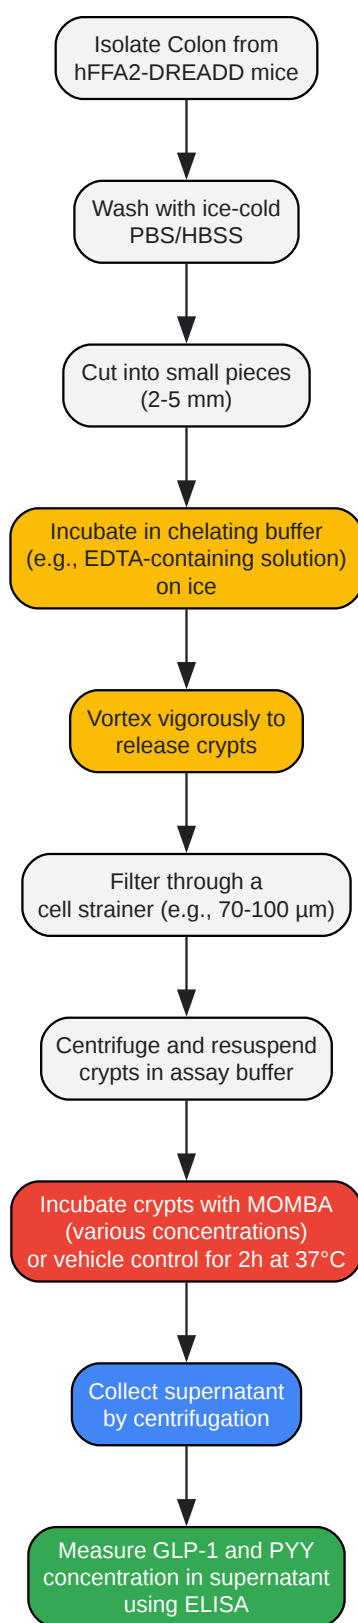 Isolate Colon from
hFFA2-DREADD mice
Wash with ice-cold
PBS/HBSS
Cut into small pieces
(2-5 mm)
Incubate in chelating buffer
(e.g., EDTA-containing solution)
on ice
Vortex vigorously to
release crypts
Filter through a
cell strainer (e.g., 70-100 µm)
Centrifuge and resuspend
crypts in assay buffer
Incubate crypts with MOMBA
(various concentrations)
or vehicle control for 2h at 37°C
Collect supernatant
by centrifugation
Measure GLP-1 and PYY
concentration in supernatant
using ELISA